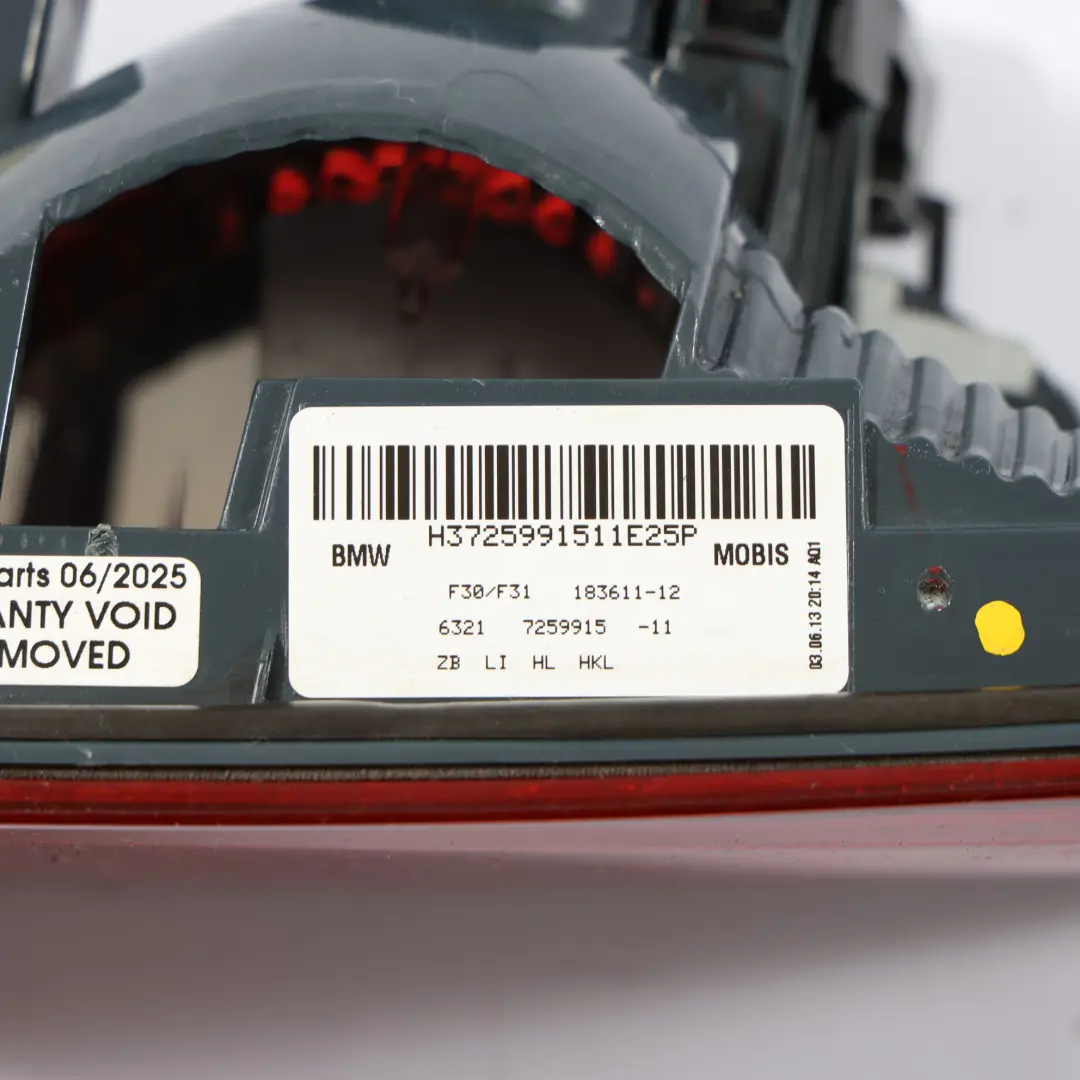 H3725991511E25P
BMW MOBIS
F30/F31 183611-12
6321 7259915 -11
ZB LI HL HKL
03.06.13 20:14 A01
arts 06/2025
ANTY VOID
MOVED